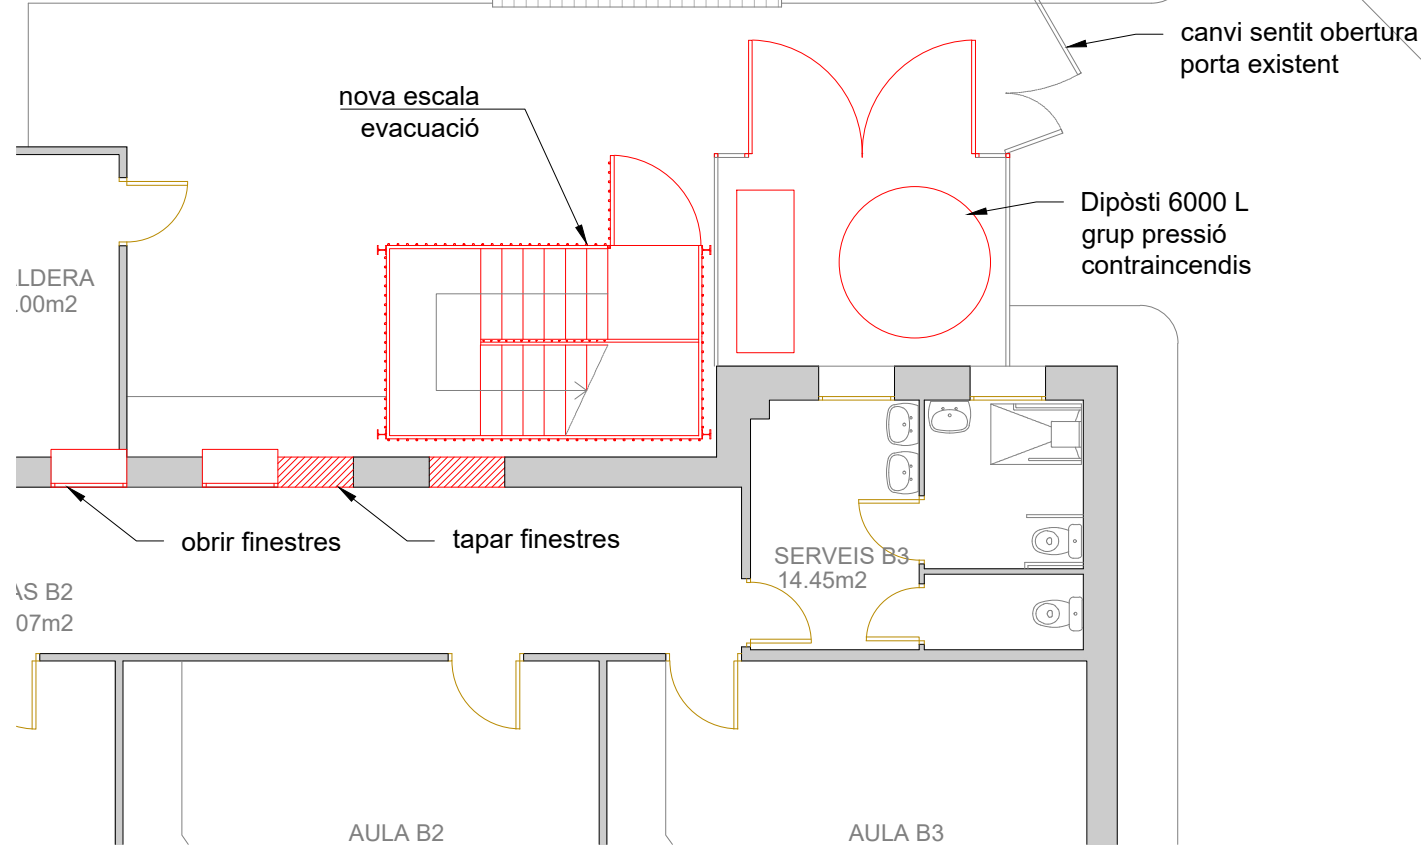 canvi sentit obertura
porta existent
nova escala
evacuació
Dipòsti 6000 L
grup pressió
contraincendis
LDERA
.00m2
obrir finestres
tapar finestres
SERVEIS B3
14.45m2
AS B2
07m2
AULA B2
AULA B3